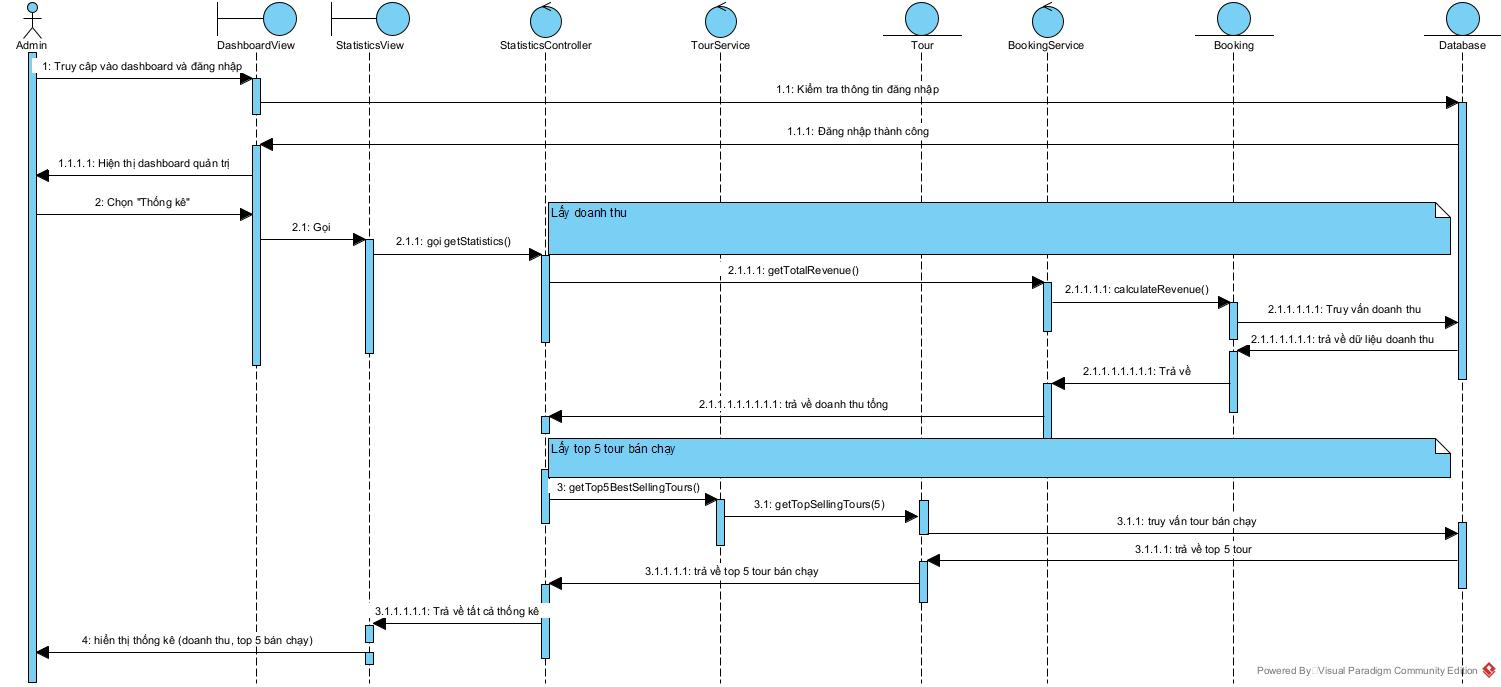 Admin
DashboardView
StatisticsView
StatisticsController
TourService
Tour
BookingService
Booking
Database
1: Truy câp vào dashboard và đăng nhập
1.1: Kiểm tra thông tin đăng nhập
1.1.1: Đăng nhập thành công
1.1.1.1: Hiện thị dashboard quản trị
2: Chọn "Thống kê"
Lấy doanh thu
2.1: Gọi
2.1.1: gọi getStatistics()
2.1.1.1: getTotalRevenue()
2.1.1.1.1: calculateRevenue()
2.1.1.1.1.1: Truy vấn doanh thu
2.1.1.1.1.1.1: trả về dữ liệu doanh thu
2.1.1.1.1.1.1.1: Trả về
2.1.1.1.1.1.1.1.1: trả về doanh thu tổng
Lấy top 5 tour bán chạy
3: getTop5BestSellingTours()
3.1: getTopSellingTours(5)
3.1.1: truy vấn tour bán chạy
3.1.1.1: trả về top 5 tour
3.1.1.1.1: trả về top 5 tour bán chạy
3.1.1.1.1.1: Trả về tất cả thống kê
4: hiển thị thống kê (doanh thu, top 5 bán chạy)
Powered By Visual Paradigm Community Edition